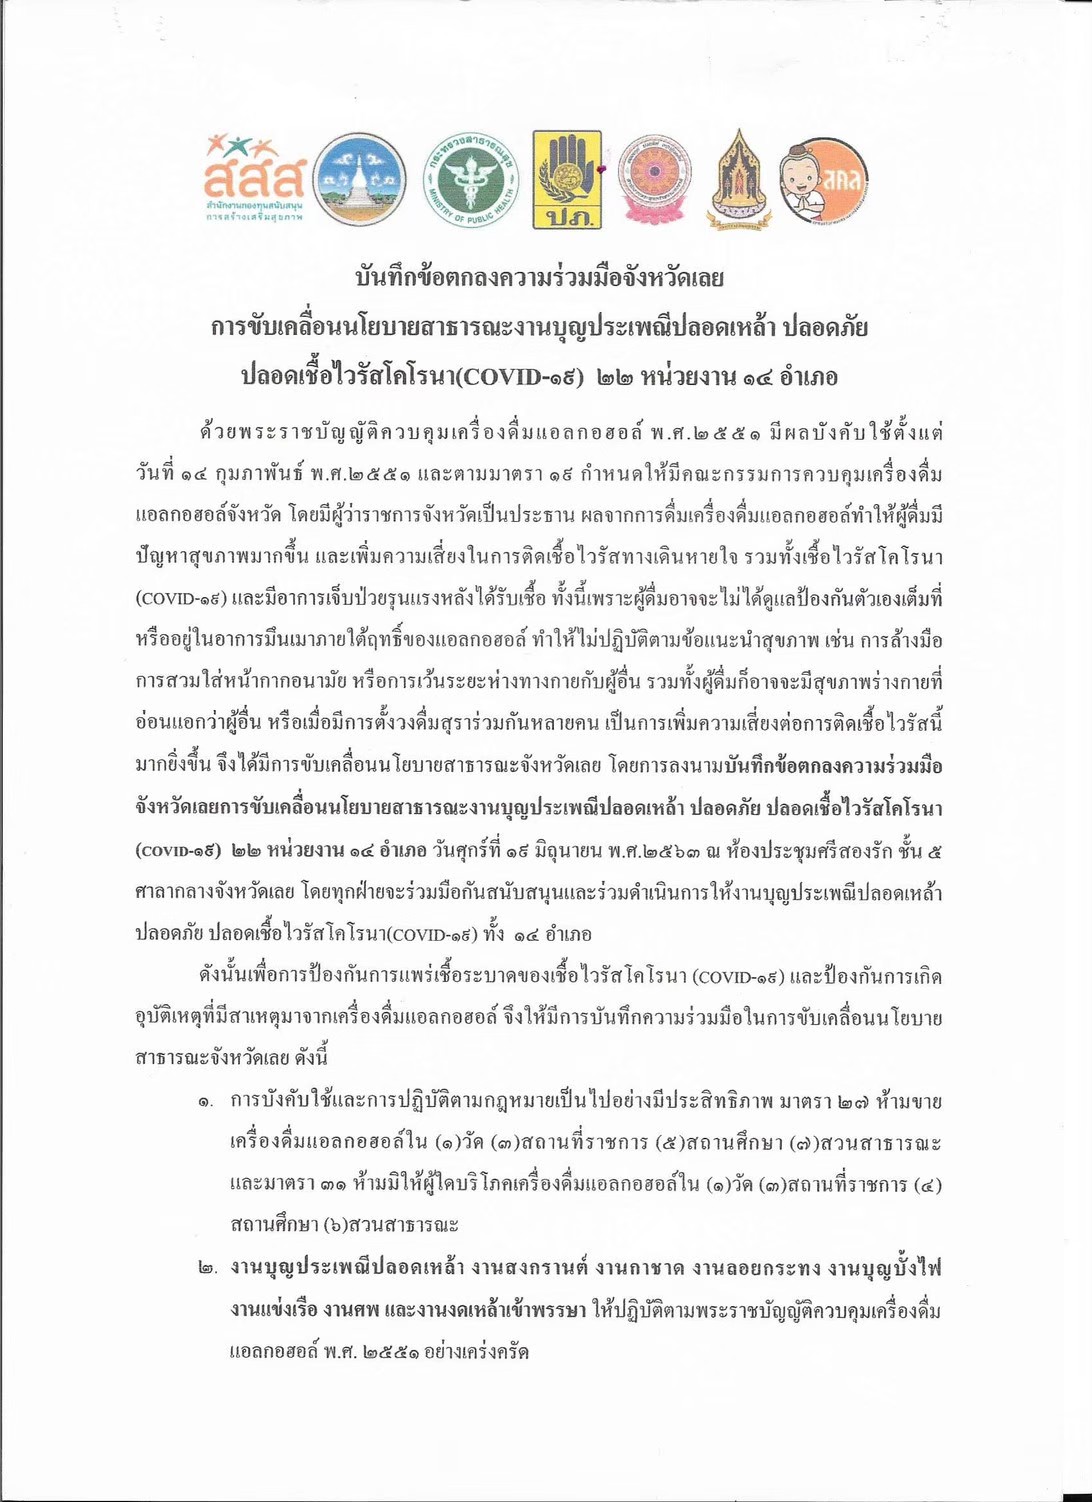 สสส
สำนักงานกองทุนสนับสนุน
การสร้างเสริมสุขภาพ
กระทรวงสาธารณสุข
MINISTRY OF PUBLIC HEALTH
ปภ.
สคล
บันทึกข้อตกลงความร่วมมือจังหวัดเลย
การขับเคลื่อนนโยบายสาธารณะงานบุญประเพณีปลอดเหล้า ปลอดภัย
ปลอดเชื้อไวรัสโคโรนา(COVID-๑๙) ๒๒ หน่วยงาน ๑๔ อำเภอ
ด้วยพระราชบัญญัติควบคุมเครื่องดื่มแอลกอฮอล์ พ.ศ.๒๕๕๑ มีผลบังคับใช้ตั้งแต่
วันที่ ๑๔ กุมภาพันธ์ พ.ศ.๒๕๕๑ และตามมาตรา ๑๙ กำหนดให้มีคณะกรรมการควบคุมเครื่องดื่ม
แอลกอฮอล์จังหวัด โดยมีผู้ว่าราชการจังหวัดเป็นประธาน ผลจากการดื่มเครื่องดื่มแอลกอฮอล์ทำให้ผู้ดื่มมี
ปัญหาสุขภาพมากขึ้น และเพิ่มความเสี่ยงในการติดเชื้อไวรัสทางเดินหายใจ รวมทั้งเชื้อไวรัสโคโรนา
(COVID-๑๙) และมีอาการเจ็บป่วยรุนแรงหลังได้รับเชื้อ ทั้งนี้เพราะผู้ดื่มอาจจะไม่ได้ดูแลป้องกันตัวเองเต็มที่
หรืออยู่ในอาการมึนเมาภายใต้ฤทธิ์ของแอลกอฮอล์ ทำให้ไม่ปฏิบัติตามข้อแนะนำสุขภาพ เช่น การล้างมือ
การสวมใส่หน้ากากอนามัย หรือการเว้นระยะห่างทางกายกับผู้อื่น รวมทั้งผู้ดื่มก็อาจจะมีสุขภาพร่างกายที่
อ่อนแอกว่าผู้อื่น หรือเมื่อมีการตั้งวงดื่มสุราร่วมกันหลายคน เป็นการเพิ่มความเสี่ยงต่อการติดเชื้อไวรัสนี้
มากยิ่งขึ้น จึงได้มีการขับเคลื่อนนโยบายสาธารณะจังหวัดเลย โดยการลงนามบันทึกข้อตกลงความร่วมมือ
จังหวัดเลยการขับเคลื่อนนโยบายสาธารณะงานบุญประเพณีปลอดเหล้า ปลอดภัย ปลอดเชื้อไวรัสโคโรนา
(COVID-๑๙) ๒๒ หน่วยงาน ๑๔ อำเภอ วันศุกร์ที่ ๑๙ มิถุนายน พ.ศ.๒๕๖๓ ณ ห้องประชุมศรีสองรัก ชั้น ๕
ศาลากลางจังหวัดเลย โดยทุกฝ่ายจะร่วมมือกันสนับสนุนและร่วมดำเนินการให้งานบุญประเพณีปลอดเหล้า
ปลอดภัย ปลอดเชื้อไวรัสโคโรนา(COVID-๑๙) ทั้ง ๑๔ อำเภอ
ดังนั้นเพื่อการป้องกันการแพร่เชื้อระบาดของเชื้อไวรัสโคโรนา (COVID-๑๙) และป้องกันการเกิด
อุบัติเหตุที่มีสาเหตุมาจากเครื่องดื่มแอลกอฮอล์ จึงให้มีการบันทึกความร่วมมือในการขับเคลื่อนนโยบาย
สาธารณะจังหวัดเลย ดังนี้
๑. การบังคับใช้และการปฏิบัติตามกฎหมายเป็นไปอย่างมีประสิทธิภาพ มาตรา ๒๗ ห้ามขาย
เครื่องดื่มแอลกอฮอล์ใน (๑)วัด (๓)สถานที่ราชการ (๕)สถานศึกษา (๗)สวนสาธารณะ
และมาตรา ๓๑ ห้ามมิให้ผู้ใดบริโภคเครื่องดื่มแอลกอฮอล์ใน (๑)วัด (๓)สถานที่ราชการ (๔)
สถานศึกษา (๖)สวนสาธารณะ
๒. งานบุญประเพณีปลอดเหล้า งานสงกรานต์ งานกาชาด งานลอยกระทง งานบุญบั้งไฟ
งานแข่งเรือ งานศพ และงานงดเหล้าเข้าพรรษา ให้ปฏิบัติตามพระราชบัญญัติควบคุมเครื่องดื่ม
แอลกอฮอล์ พ.ศ. ๒๕๕๑ อย่างเคร่งครัด